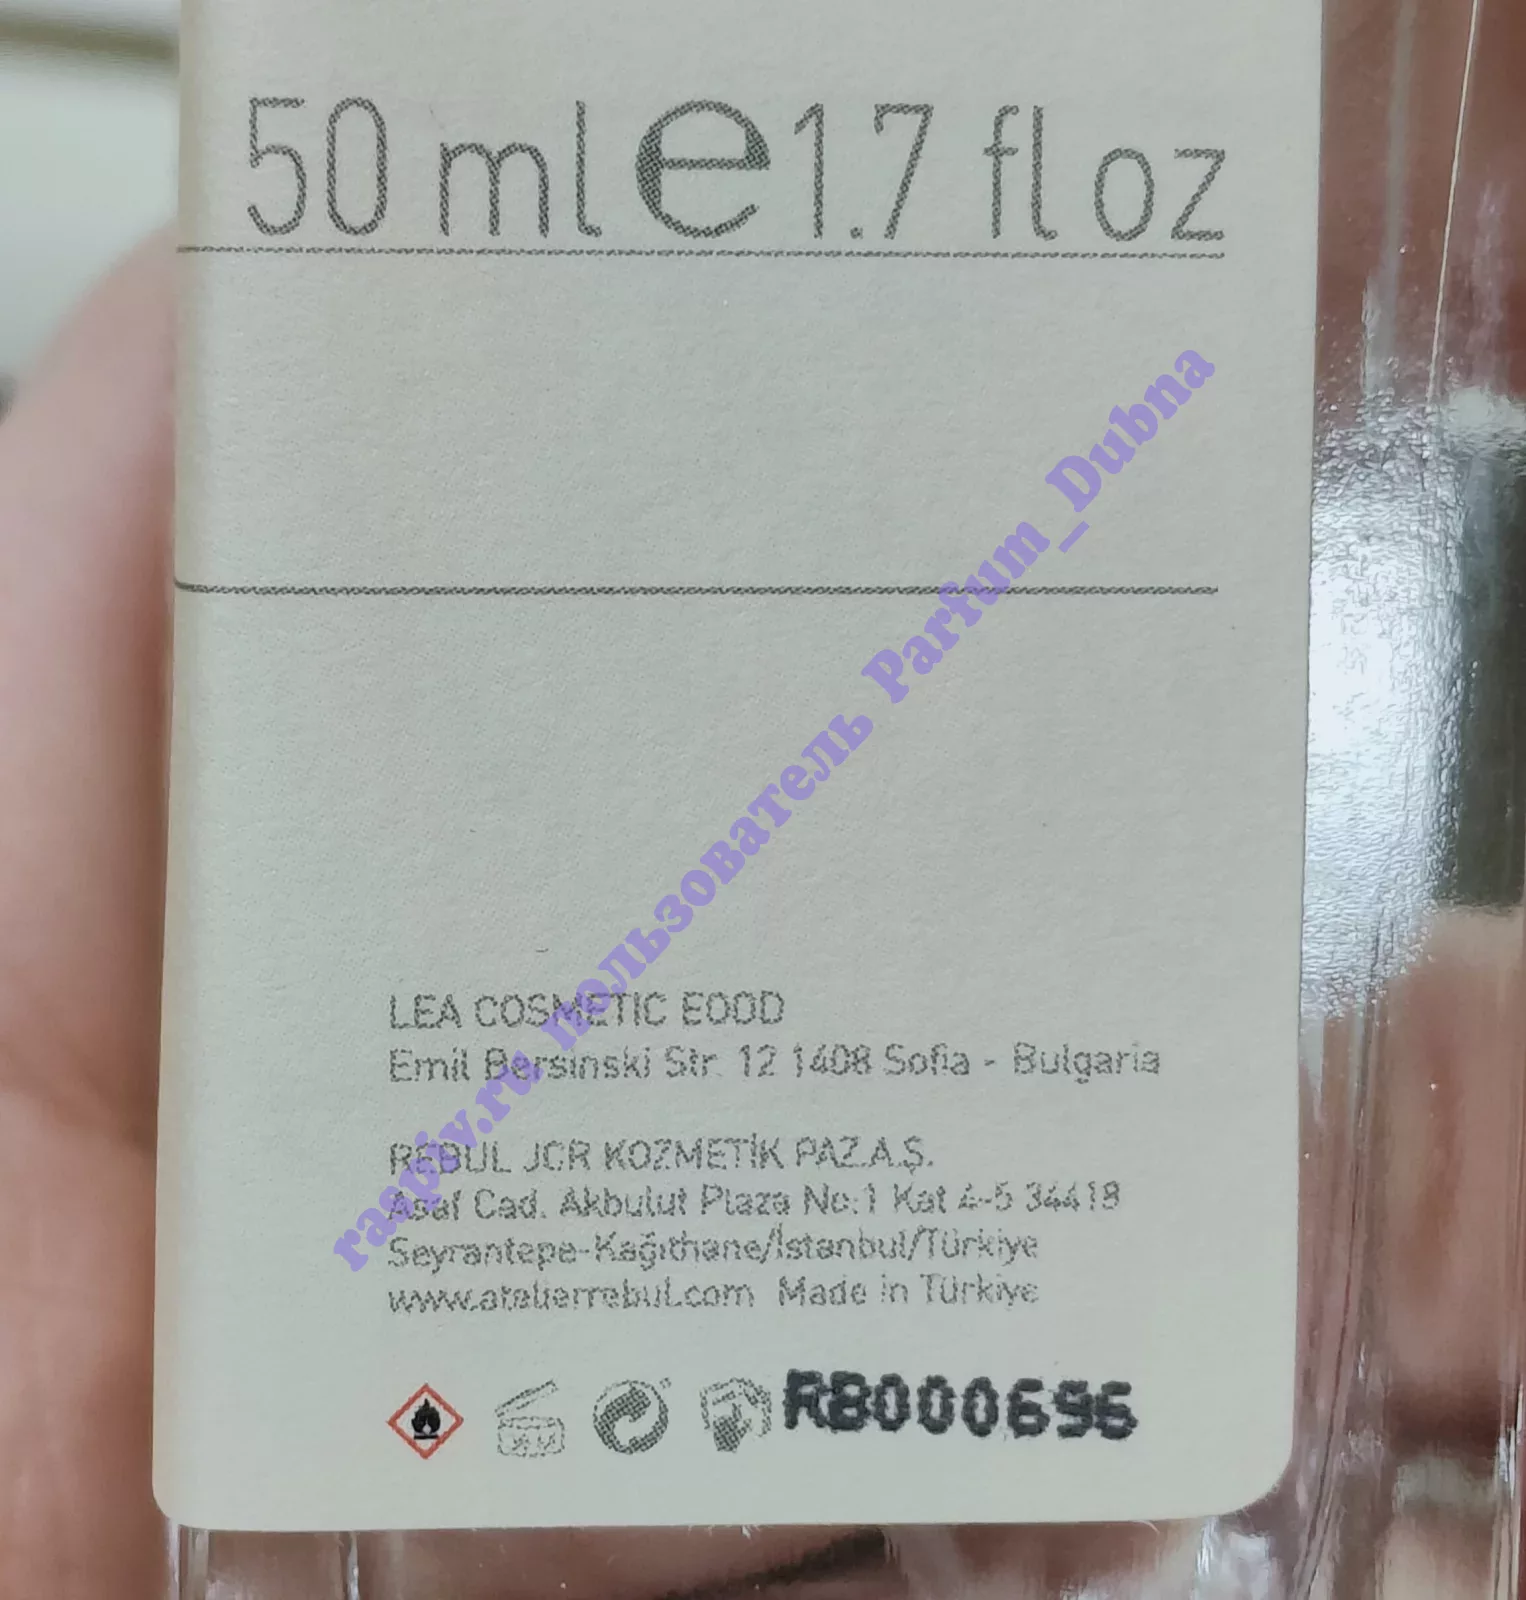 50 ml e 1.7 fl oz
raspiv.ru пользователь Parfum_Dubna
LEA COSMETIC EOOD
Emil Bersinski Str. 12 1408 Sofia - Bulgaria
REBUL JCR KOZMETİK PAZ.A.Ş.
Asaf Cad. Akbulut Plaza No:1 Kat 4-5 34418
Seyrantepe-Kağıthane/İstanbul/Türkiye
www.atelierrebul.com Made in Türkiye
RB000696